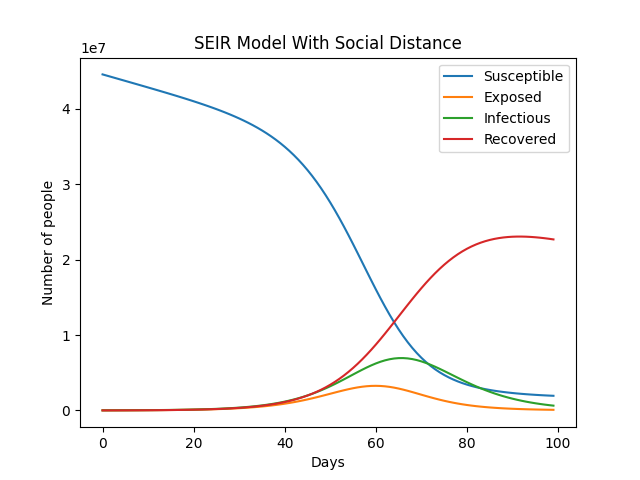 SEIR Model With Social Distance
1e7
Susceptible
Exposed
Infectious
Recovered
4
3
2
1
0
Number of people
0 20 40 60 80 100
Days